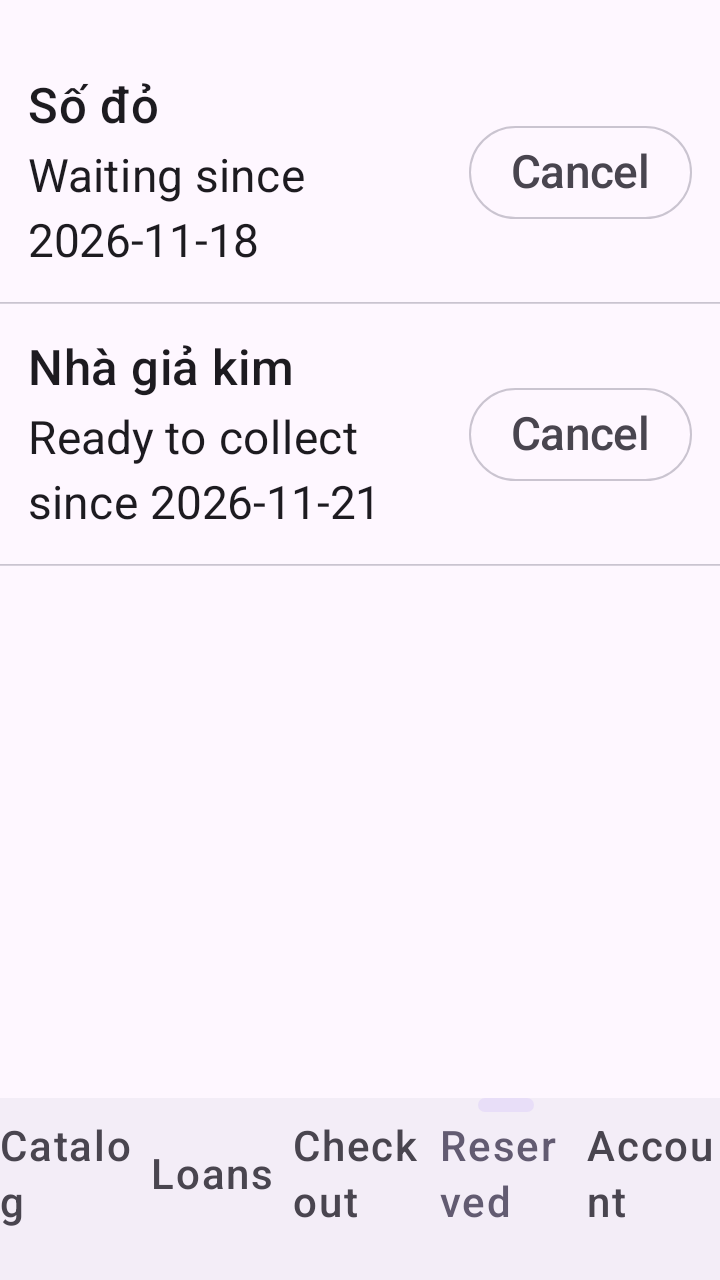 Số đỏ
Waiting since
2026-11-18
Cancel
Nhà giả kim
Ready to collect
since 2026-11-21
Cancel
Catalo
g
Loans
Check
out
Reser
ved
Accou
nt